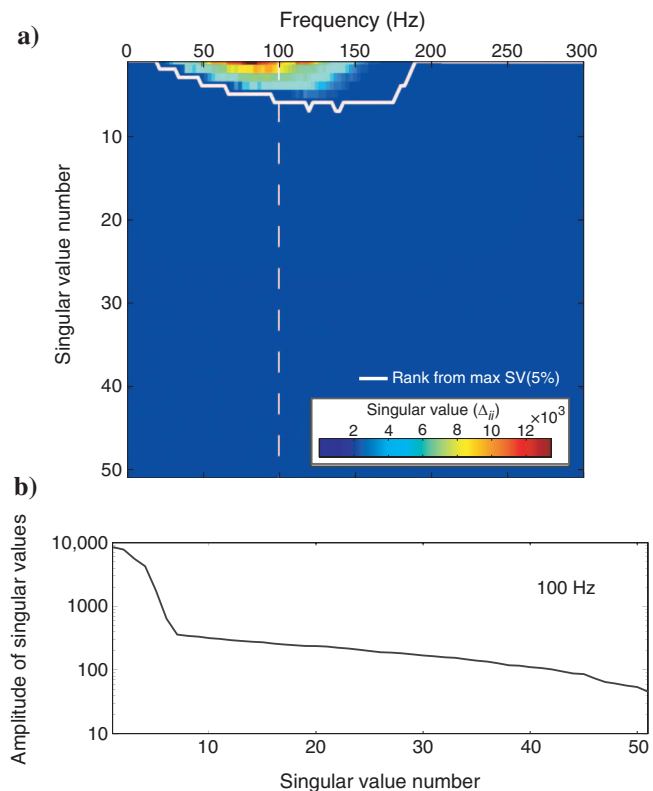 a)
Frequency (Hz)
0 50 100 150 200 250 300
Singular value number
10
20
30
40
50
Rank from max SV(5%)
Singular value (Δii)
×10³
2 4 6 8 10 12
b)
Amplitude of singular values
10,000
1000
100
10
100 Hz
10 20 30 40 50
Singular value number